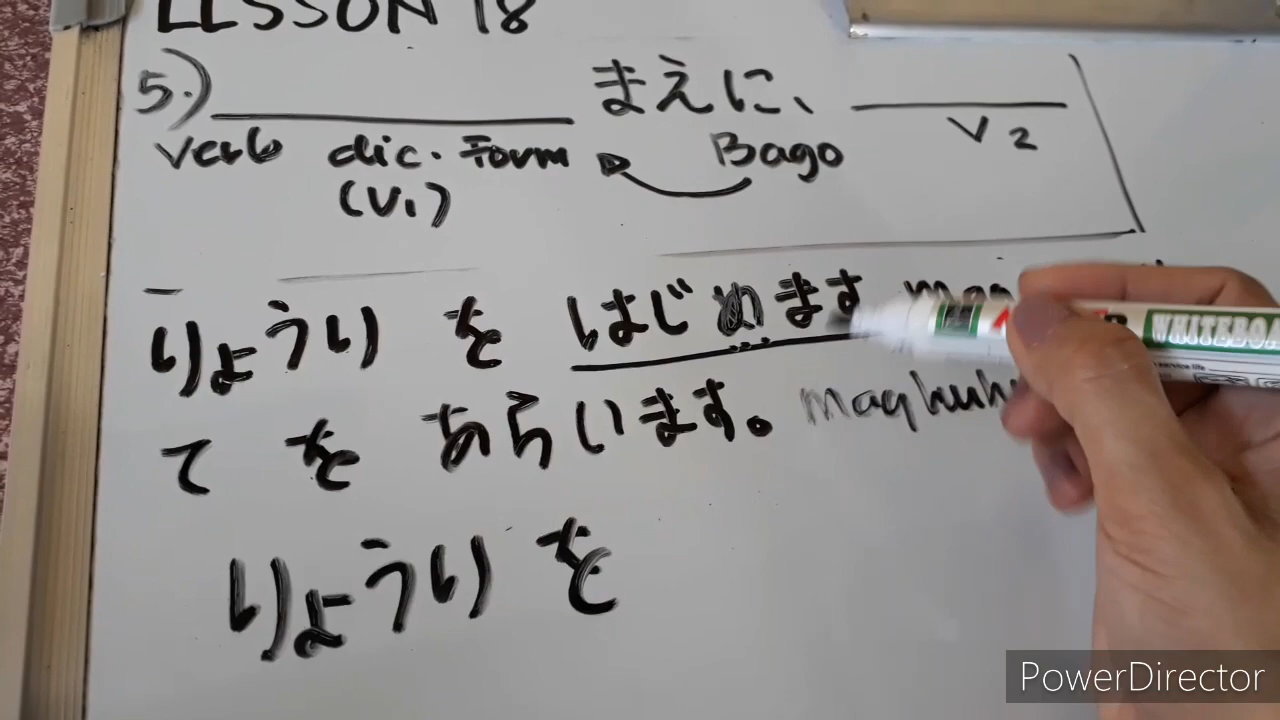 LESSON 18
5.) まえに、
Verb dic. Form Bago V2
(V1)
りょうり を はじめます
て を あらいます。
りょうり を
WHITEBOA
PowerDirector